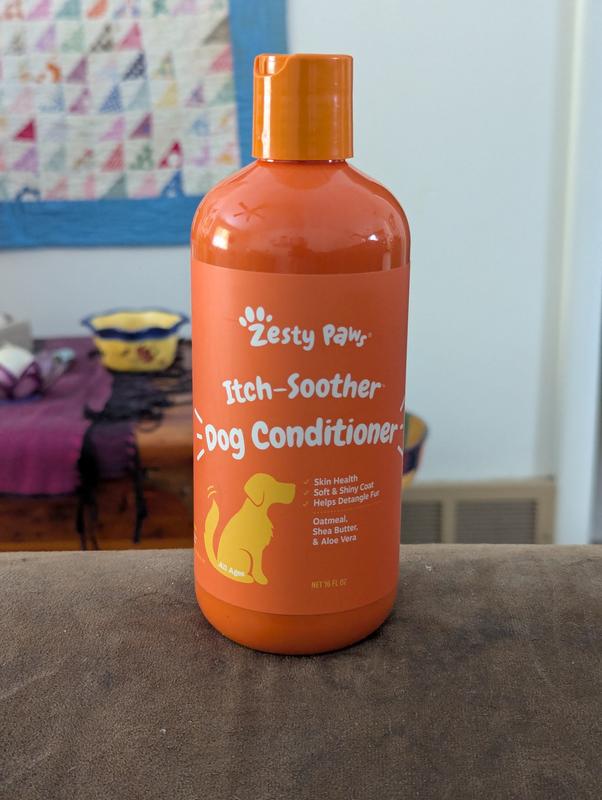 Zesty Paws®
Itch-Soother™
Dog Conditioner
✓ Skin Health
✓ Soft & Shiny Coat
✓ Helps Detangle Fur
Oatmeal,
Shea Butter,
& Aloe Vera
All Ages
NET 16 FL OZ